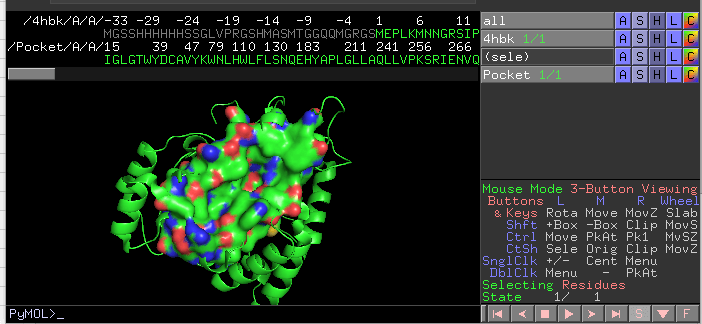 /4hbk/A/A/ -33 -29 -24 -19 -14 -9 -4 1 6 11
MGSSHHHHHHSSGLVPRGSHMASMTGGQQMGRGSMEPLKMNNGRSIP
/Pocket/A/A/ 15 39 47 79 110 130 193 241 256 266
IGLGTWYDCAVYKWNLHWLFLSNQEHYAPLGLLAQLLVPKSRIENVQ
all A S H L C
4hbk 1/1 A S H L C
(sele) A S H L C
Pocket 1/1 A S H L C
Mouse Mode 3-Button Viewing
Buttons L M R Wheel
& Keys Rota Move MovZ Slab
Shft +Box -Box Clip MovS
Ctrl Move PkAt Pk1 MvSZ
CtSh Sele Orig Clip MovZ
SnglClk +/- Cent Menu
DblClk Menu - PkAt
Selecting Residues
State 1/ 1
PyMOL>_
S F